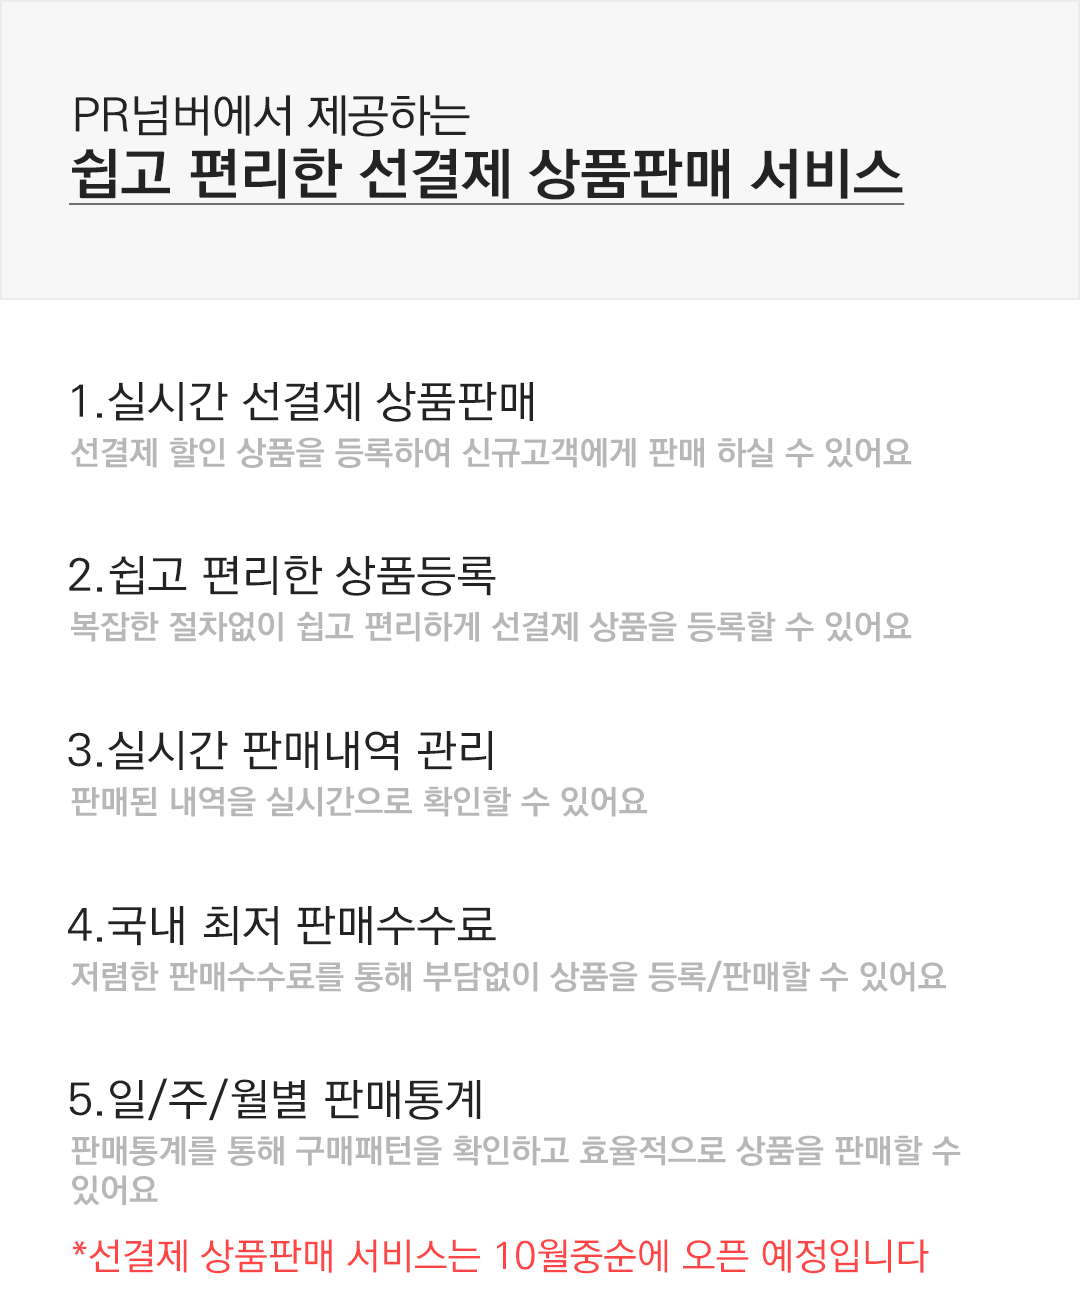 PR넘버에서 제공하는
쉽고 편리한 선결제 상품판매 서비스
1.실시간 선결제 상품판매
선결제 할인 상품을 등록하여 신규고객에게 판매 하실 수 있어요
2.쉽고 편리한 상품등록
복잡한 절차없이 쉽고 편리하게 선결제 상품을 등록할 수 있어요
3.실시간 판매내역 관리
판매된 내역을 실시간으로 확인할 수 있어요
4.국내 최저 판매수수료
저렴한 판매수수료를 통해 부담없이 상품을 등록/판매할 수 있어요
5.일/주/월별 판매통계
판매통계를 통해 구매패턴을 확인하고 효율적으로 상품을 판매할 수
있어요
*선결제 상품판매 서비스는 10월중순에 오픈 예정입니다